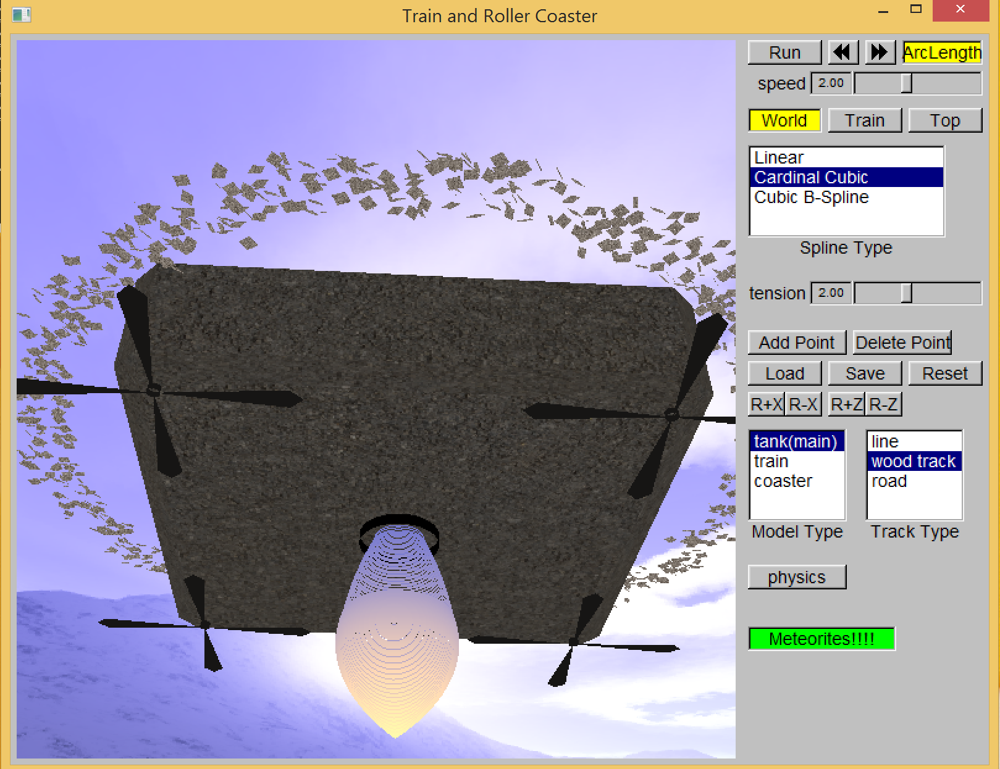 Train and Roller Coaster
Run
ArcLength
speed 2.00
World Train Top
Linear
Cardinal Cubic
Cubic B-Spline
Spline Type
tension 2.00
Add Point Delete Point
Load Save Reset
R+X R-X R+Z R-Z
tank(main)
train
coaster
Model Type
line
wood track
road
Track Type
physics
Meteorites!!!!